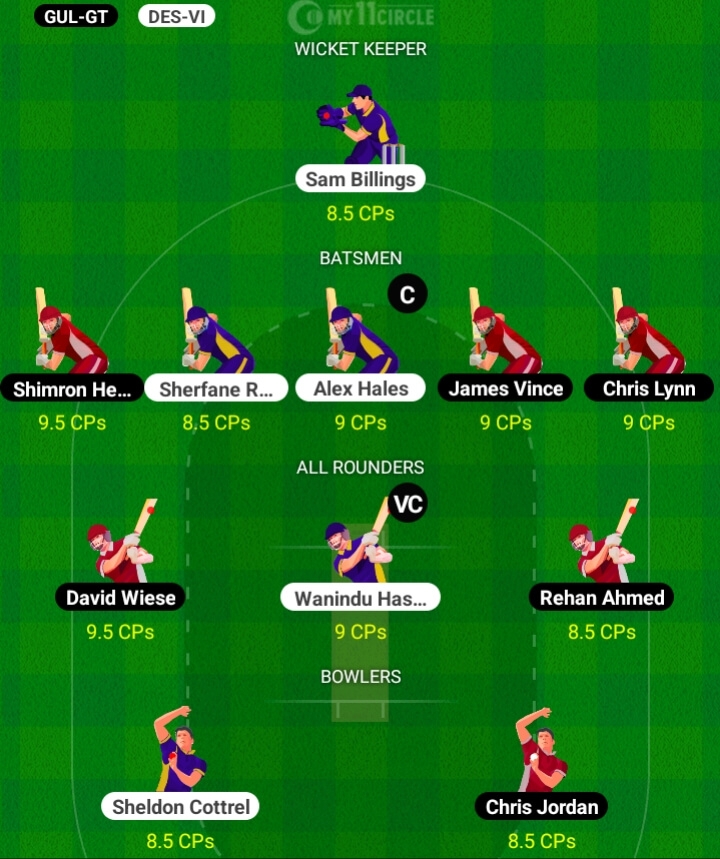 GUL-GT DES-VI MY11CIRCLE
WICKET KEEPER
Sam Billings
8.5 CPs
BATSMEN
C
Shimron He... Sherfane R... Alex Hales James Vince Chris Lynn
9.5 CPs 8.5 CPs 9 CPs 9 CPs 9 CPs
ALL ROUNDERS
VC
David Wiese Wanindu Has... Rehan Ahmed
9.5 CPs 9 CPs 8.5 CPs
BOWLERS
Sheldon Cottrel Chris Jordan
8.5 CPs 8.5 CPs